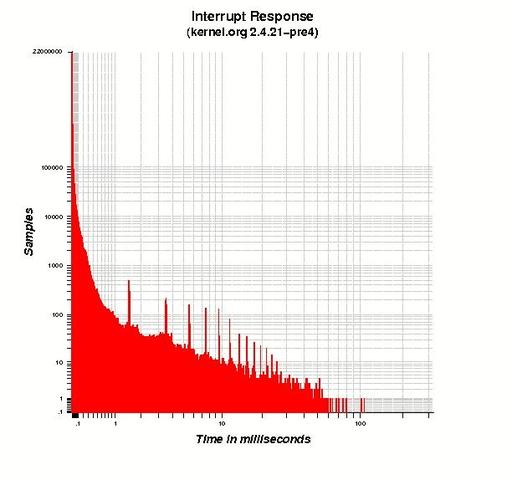 Interrupt Response
(kernel.org 2.4.21-pre4)
22000000
100000
10000
1000
100
10
1
.1
Samples
.1 1 10 100
Time in milliseconds